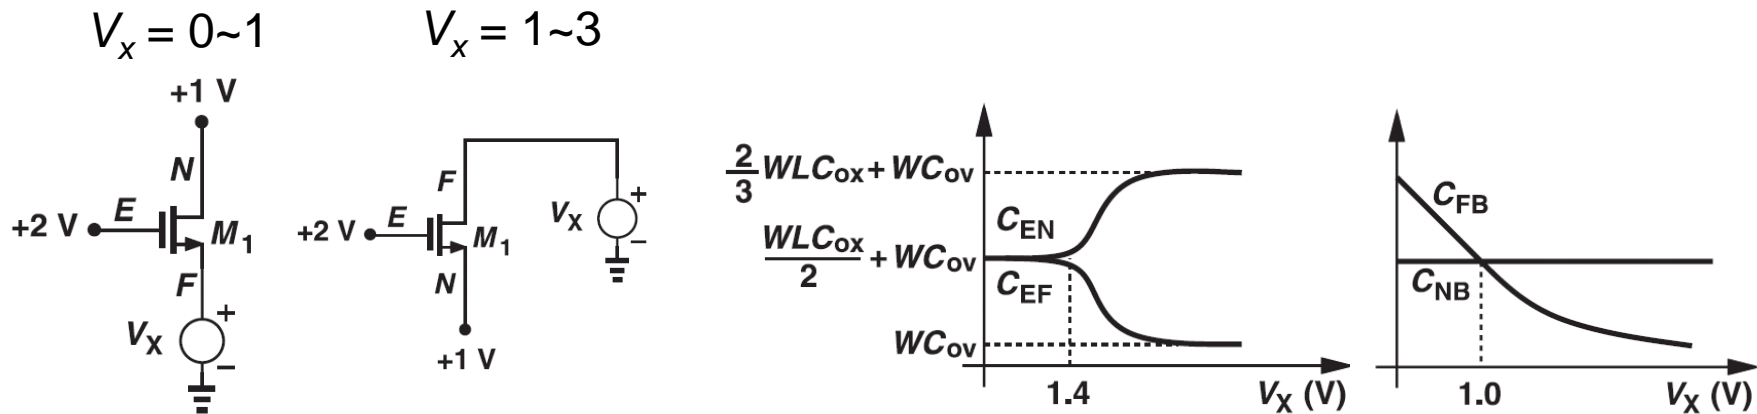 Vx = 0~1
+1 V
N
E
+2 V
M1
F
VX
+
−
Vx = 1~3
F
E
+2 V
M1
N
+1 V
VX
+
−
2/3 WLCox + WCov
CEN
WLCox/2 + WCov
CEF
WCov
1.4
VX (V)
CFB
CNB
1.0
VX (V)